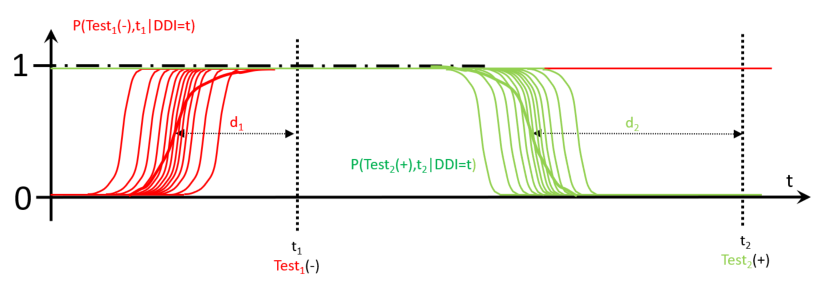 P(Test₁(-),t₁|DDI=t)
1
d₁
d₂
P(Test₂(+),t₂|DDI=t)
t
0
t₁
Test₁(-)
t₂
Test₂(+)